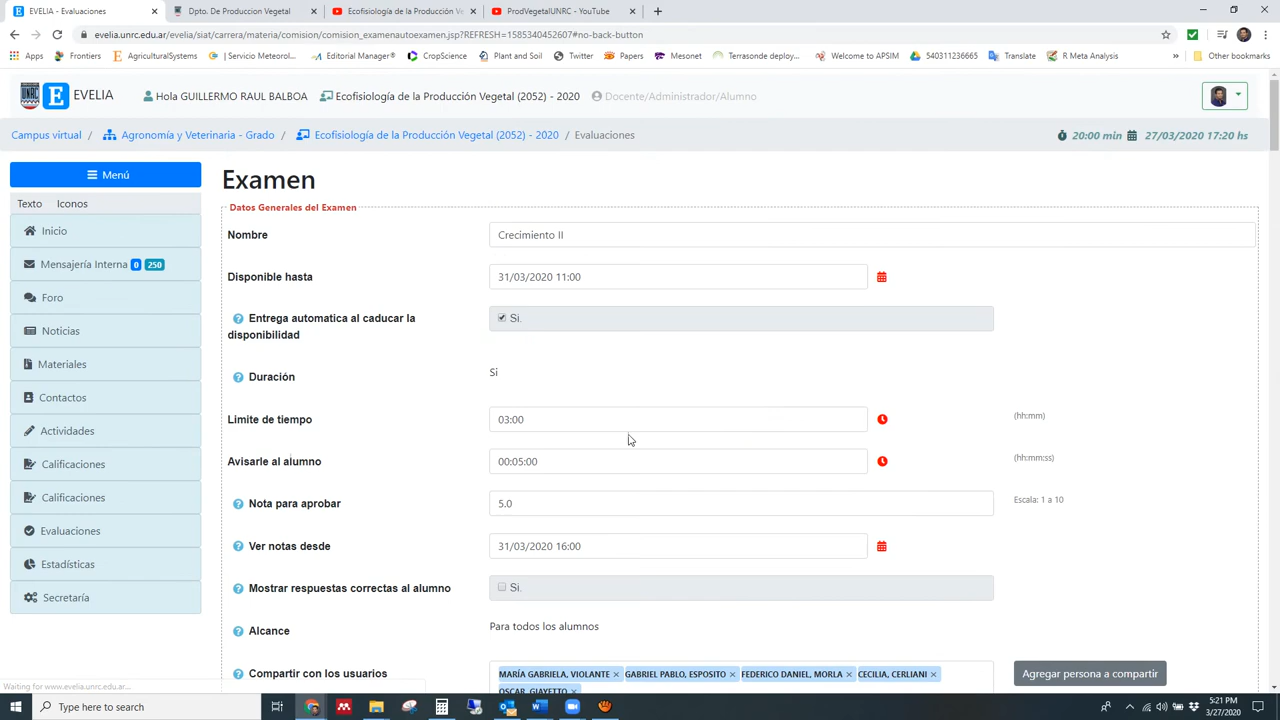 EVELIA - Evaluaciones
Dpto. De Produccion Vegetal
Ecofisiología de la Producción Ve
ProdVegetalUNRC - YouTube
evelia.unrc.edu.ar/siat/carrera/materia/comision/comision_examenautoexamen.jsp?REFRESH=1585340452607#no-back-button
Apps Frontiers AgriculturalSystems | Servicio Meteorol... Editorial Manager® CropScience Plant and Soil Twitter Papers Mesonet Terrasonde deploy... Welcome to APSIM 540311236665 Translate R Meta Analysis » Other bookmarks
UNRC E EVELIA Hola GUILLERMO RAUL BALBOA Ecofisiología de la Producción Vegetal (2052) - 2020 Docente/Administrador/Alumno
Campus virtual / Agronomía y Veterinaria - Grado / Ecofisiología de la Producción Vegetal (2052) - 2020 / Evaluaciones 20:00 min 27/03/2020 17:20 hs
Menú
Texto Iconos
Inicio
Mensajería Interna 0 250
Foro
Noticias
Materiales
Contactos
Actividades
Calificaciones
Calificaciones
Evaluaciones
Estadísticas
Secretaría
Examen
Datos Generales del Examen
Nombre Crecimiento II
Disponible hasta 31/03/2020 11:00
Entrega automatica al caducar la Si.
disponibilidad
Duración Si
Limite de tiempo 03:00 (hh:mm)
Avisarle al alumno 00:05:00 (hh:mm:ss)
Nota para aprobar 5.0 Escala: 1 a 10
Ver notas desde 31/03/2020 16:00
Mostrar respuestas correctas al alumno Si.
Alcance Para todos los alumnos
Compartir con los usuarios MARÍA GABRIELA, VIOLANTE × GABRIEL PABLO, ESPOSITO × FEDERICO DANIEL, MORLA × CECILIA, CERLIANI × Agregar persona a compartir
OSCAR, GIAYETTO ×
Waiting for www.evelia.unrc.edu.ar...
Type here to search
5:21 PM
3/27/2020